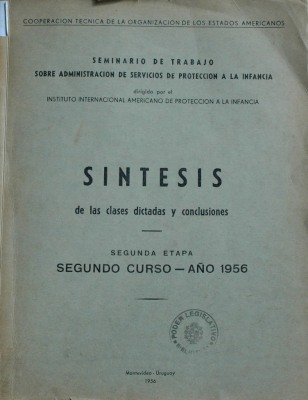 COOPERACION TECNICA DE LA ORGANIZACION DE LOS ESTADOS AMERICANOS
SEMINARIO DE TRABAJO
SOBRE ADMINISTRACION DE SERVICIOS DE PROTECCION A LA INFANCIA
dirigido por el
INSTITUTO INTERNACIONAL AMERICANO DE PROTECCION A LA INFANCIA
SINTESIS
de las clases dictadas y conclusiones
SEGUNDA ETAPA
SEGUNDO CURSO — AÑO 1956
PODER LEGISLATIVO
Montevideo - Uruguay
1956